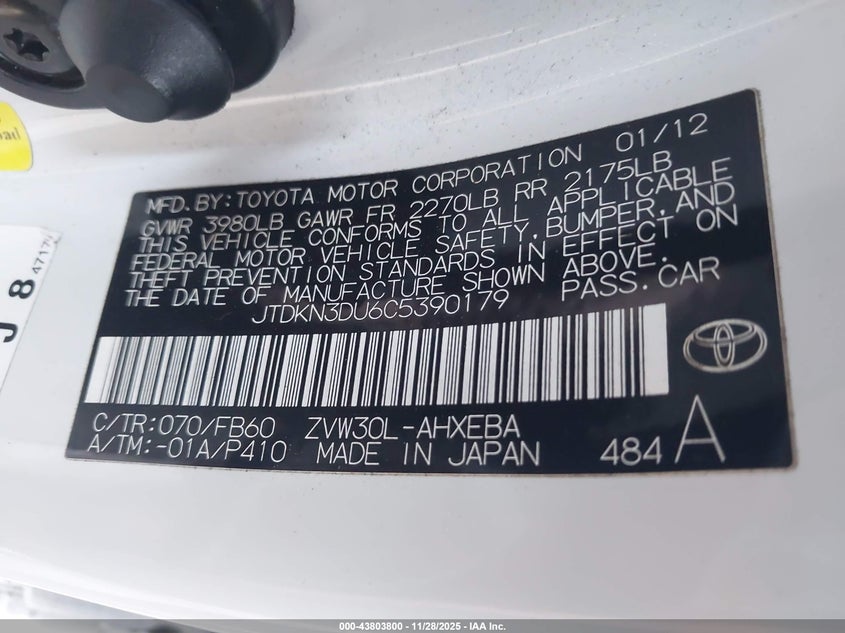 oad
J 8 4717
MFD. BY: TOYOTA MOTOR CORPORATION 01/12
GVWR 3980LB GAWR FR 2270LB RR 2175LB
THIS VEHICLE CONFORMS TO ALL APPLICABLE
FEDERAL MOTOR VEHICLE SAFETY, BUMPER, AND
THEFT PREVENTION STANDARDS IN EFFECT ON
THE DATE OF MANUFACTURE SHOWN ABOVE.
JTDKN3DU6C5390179 PASS. CAR
C/TR: 070/FB60 ZVW30L-AHXEBA
A/TM: -01A/P410 MADE IN JAPAN 484 A
000-43803800 - 11/28/2025 - IAA Inc.